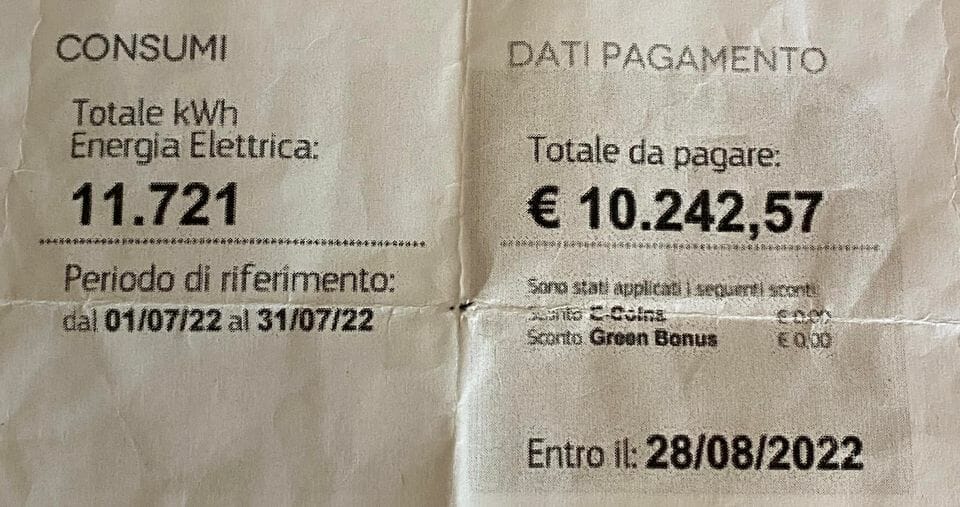 CONSUMI
Totale kWh
Energia Elettrica:
11.721
Periodo di riferimento:
dal 01/07/22 al 31/07/22
DATI PAGAMENTO
Totale da pagare:
€ 10.242,57
Sono stati applicati i seguenti sconti:
Sconto E-Coins € 0,00
Sconto Green Bonus € 0,00
Entro il: 28/08/2022